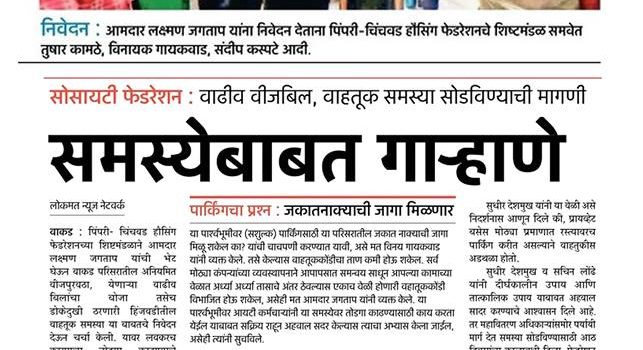 निवेदन : आमदार लक्ष्मण जगताप यांना निवेदन देताना पिंपरी-चिंचवड हौसिंग फेडरेशनचे शिष्टमंडळ समवेत
तुषार कामठे, विनायक गायकवाड, संदीप कस्पटे आदी.
सोसायटी फेडरेशन : वाढीव वीजबिल, वाहतूक समस्या सोडविण्याची मागणी
समस्येबाबत गाऱ्हाणे
लोकमत न्यूज नेटवर्क
वाकड : पिंपरी- चिंचवड हौसिंग
फेडरेशनच्या शिष्टमंडळाने आमदार
लक्ष्मण जगताप यांची भेट
घेऊन वाकड परिसरातील अनियमित
वीजपुरवठा, येणाऱ्या वाढीव
बिलांचा बोजा तसेच
डोकेदुखी ठरणारी हिंजवडीतील
वाहतूक समस्या या बाबतचे निवेदन
देऊन चर्चा केली. यावर लवकरच
पार्किंगचा प्रश्न : जकातनाक्याची जागा मिळणार
या पार्श्वभूमीवर (सशुल्क) पार्किंगसाठी या परिसरातील जकात नाक्याची जागा
मिळू शकेल का? यांची चाचपणी करण्यात यावी, असे मत विनय गायकवाड
यांनी व्यक्त केले. तसे केल्यास वाहतूककोंडीचा ताण कमी होऊ शकेल. सर्व
मोठ्या कंपन्यांच्या व्यवस्थापनाने आपापसात समन्वय साधून आपल्या कामाच्या
वेळात अर्ध्या अर्ध्या तासाचे अंतर ठेवल्यास एकाच वेळी होणारी वहातूककोंडी
विभाजित होऊ शकेल, असेही मत आमदार जगताप यांनी व्यक्त केले. या
पार्श्वभूमीवर आयटी कर्मचाऱ्यांनी या समस्येवर तोडगा काढण्यासाठी काय करता
येईल याबाबत सक्रिय राहून अहवाल सादर केल्यास त्याचा अभ्यास केला जाईल,
असेही त्यांनी सुचविले.
सुधीर देशमुख यांनी या वेळी असे
निदर्शनास आणून दिले की, प्रायव्हेट
बसेस मोठ्या प्रमाणात रस्त्यावरच
पार्किंग करीत असल्याने वाहतुकीस
अडथळा होतो.
सुधीर देशमुख व सचिन लोंढे
यांनी दीर्घकालीन उपाय आणि
तात्कालिक उपाय याबाबत अहवाल
सादर करण्याचे आश्वासन दिले आहे.
तर महावितरण अधिकाऱ्यांसमोर पर्यायी
मार्ग देत समस्या सोडविण्यासाठी आठ